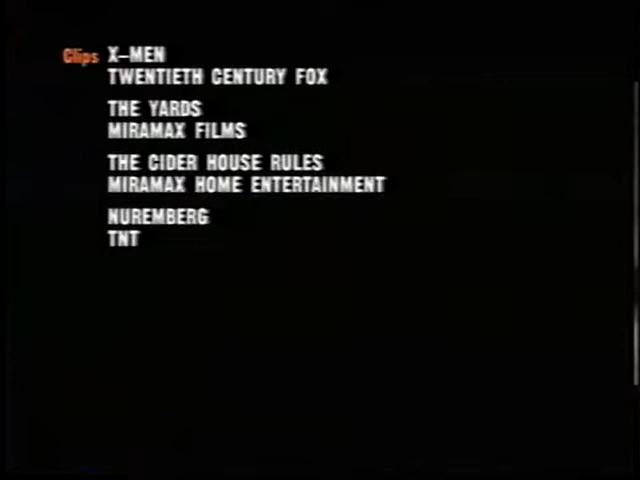 Clips X–MEN
TWENTIETH CENTURY FOX
THE YARDS
MIRAMAX FILMS
THE CIDER HOUSE RULES
MIRAMAX HOME ENTERTAINMENT
NUREMBERG
TNT